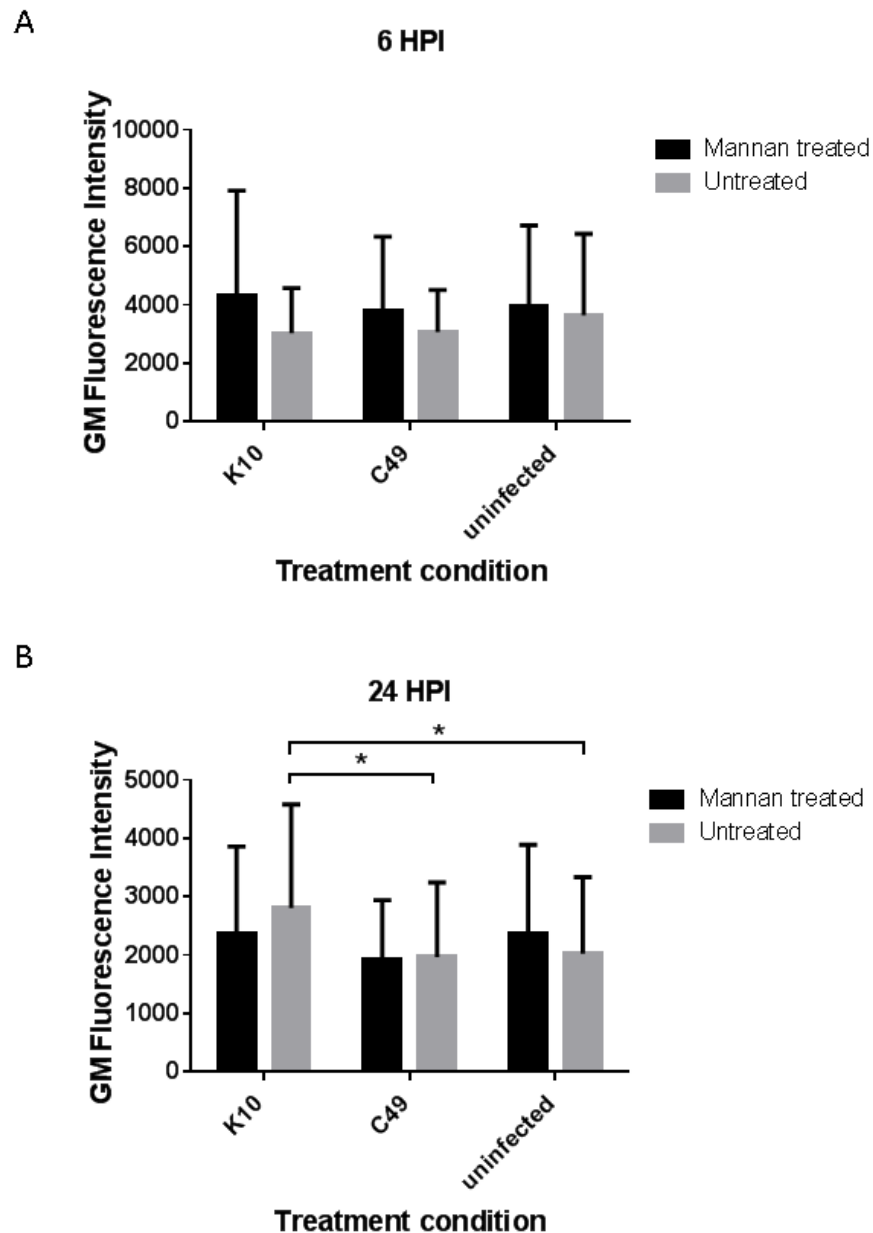 A
6 HPI
GM Fluorescence Intensity
10000
8000
6000
4000
2000
0
K10
C49
uninfected
Treatment condition
Mannan treated
Untreated
B
24 HPI
*
*
GM Fluorescence Intensity
5000
4000
3000
2000
1000
0
K10
C49
uninfected
Treatment condition
Mannan treated
Untreated